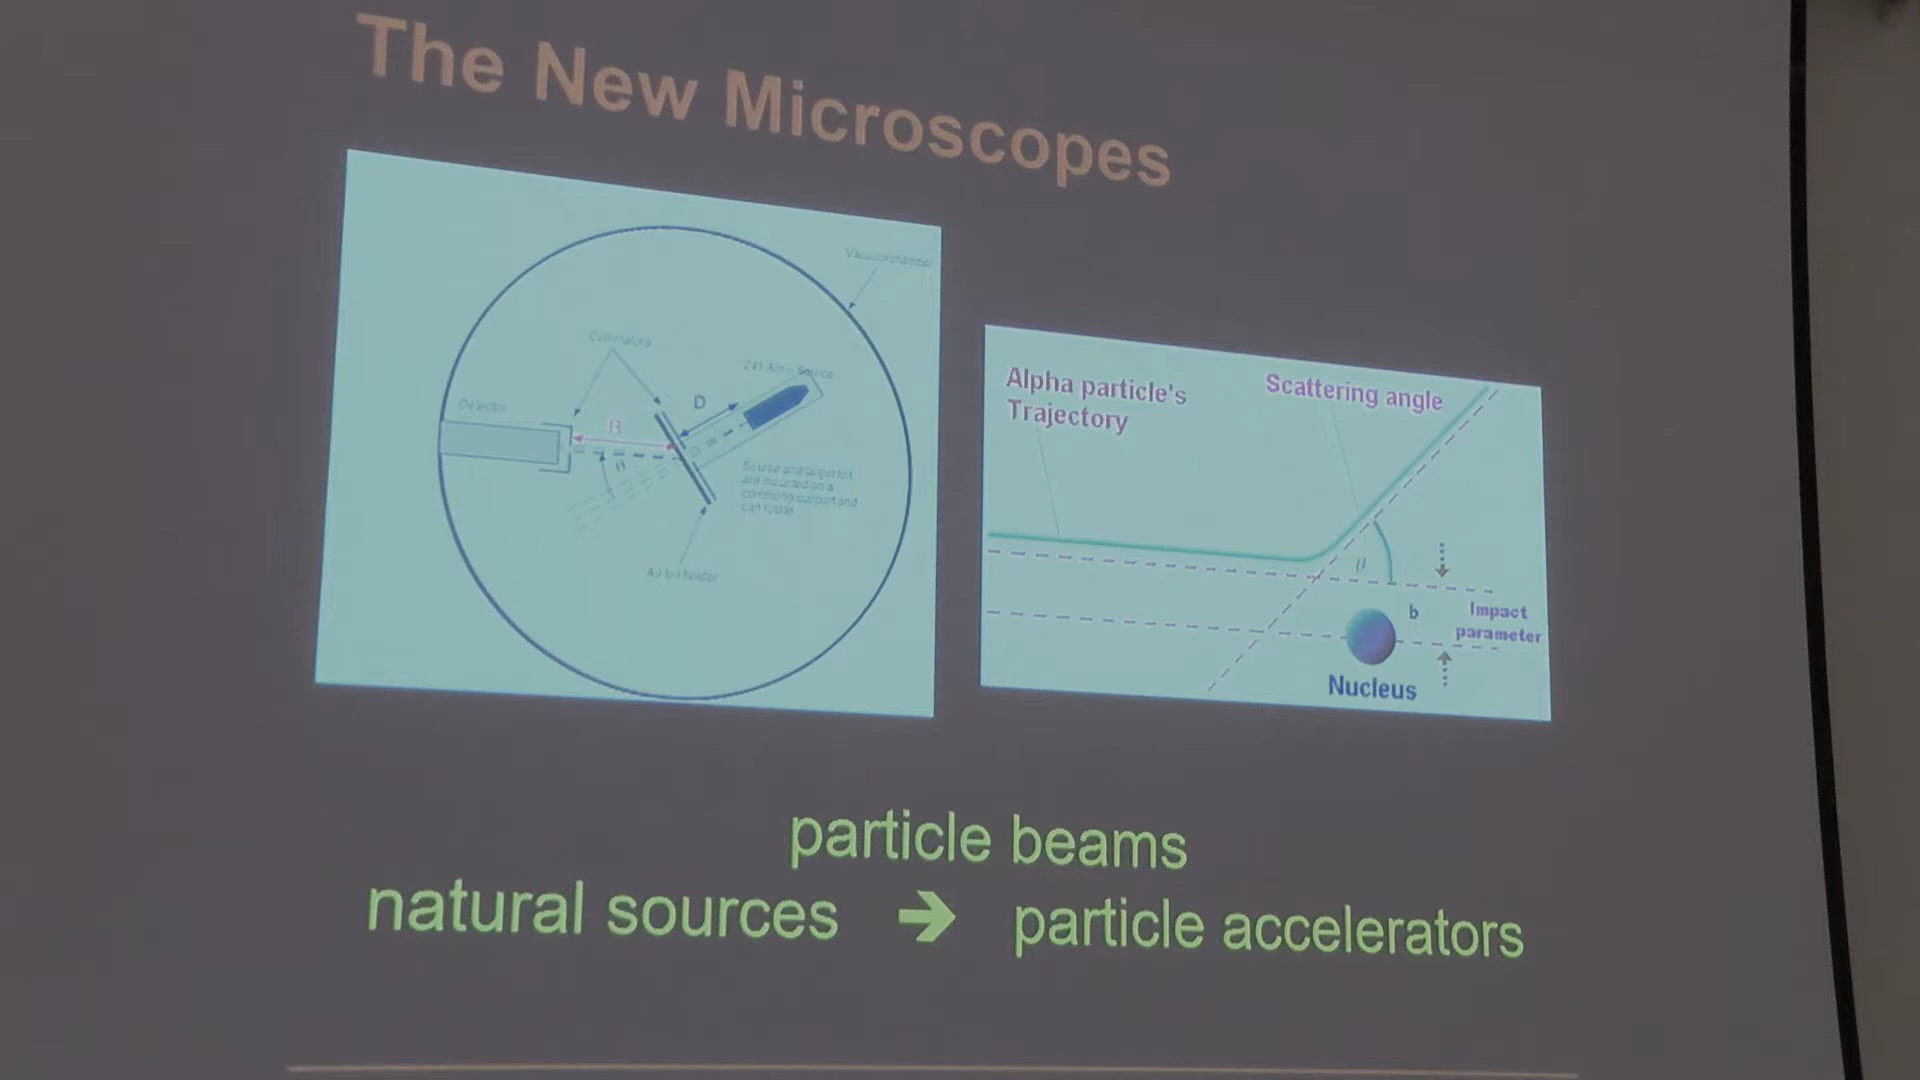 The New Microscopes
Vacuum chamber
Collimators
241 Am Source
D
Detector
R
θ
Source and target foil
are mounted on a
common support and
can rotate
Au foil holder
Alpha particle's
Trajectory
Scattering angle
θ
b
Impact
parameter
Nucleus
particle beams
natural sources → particle accelerators